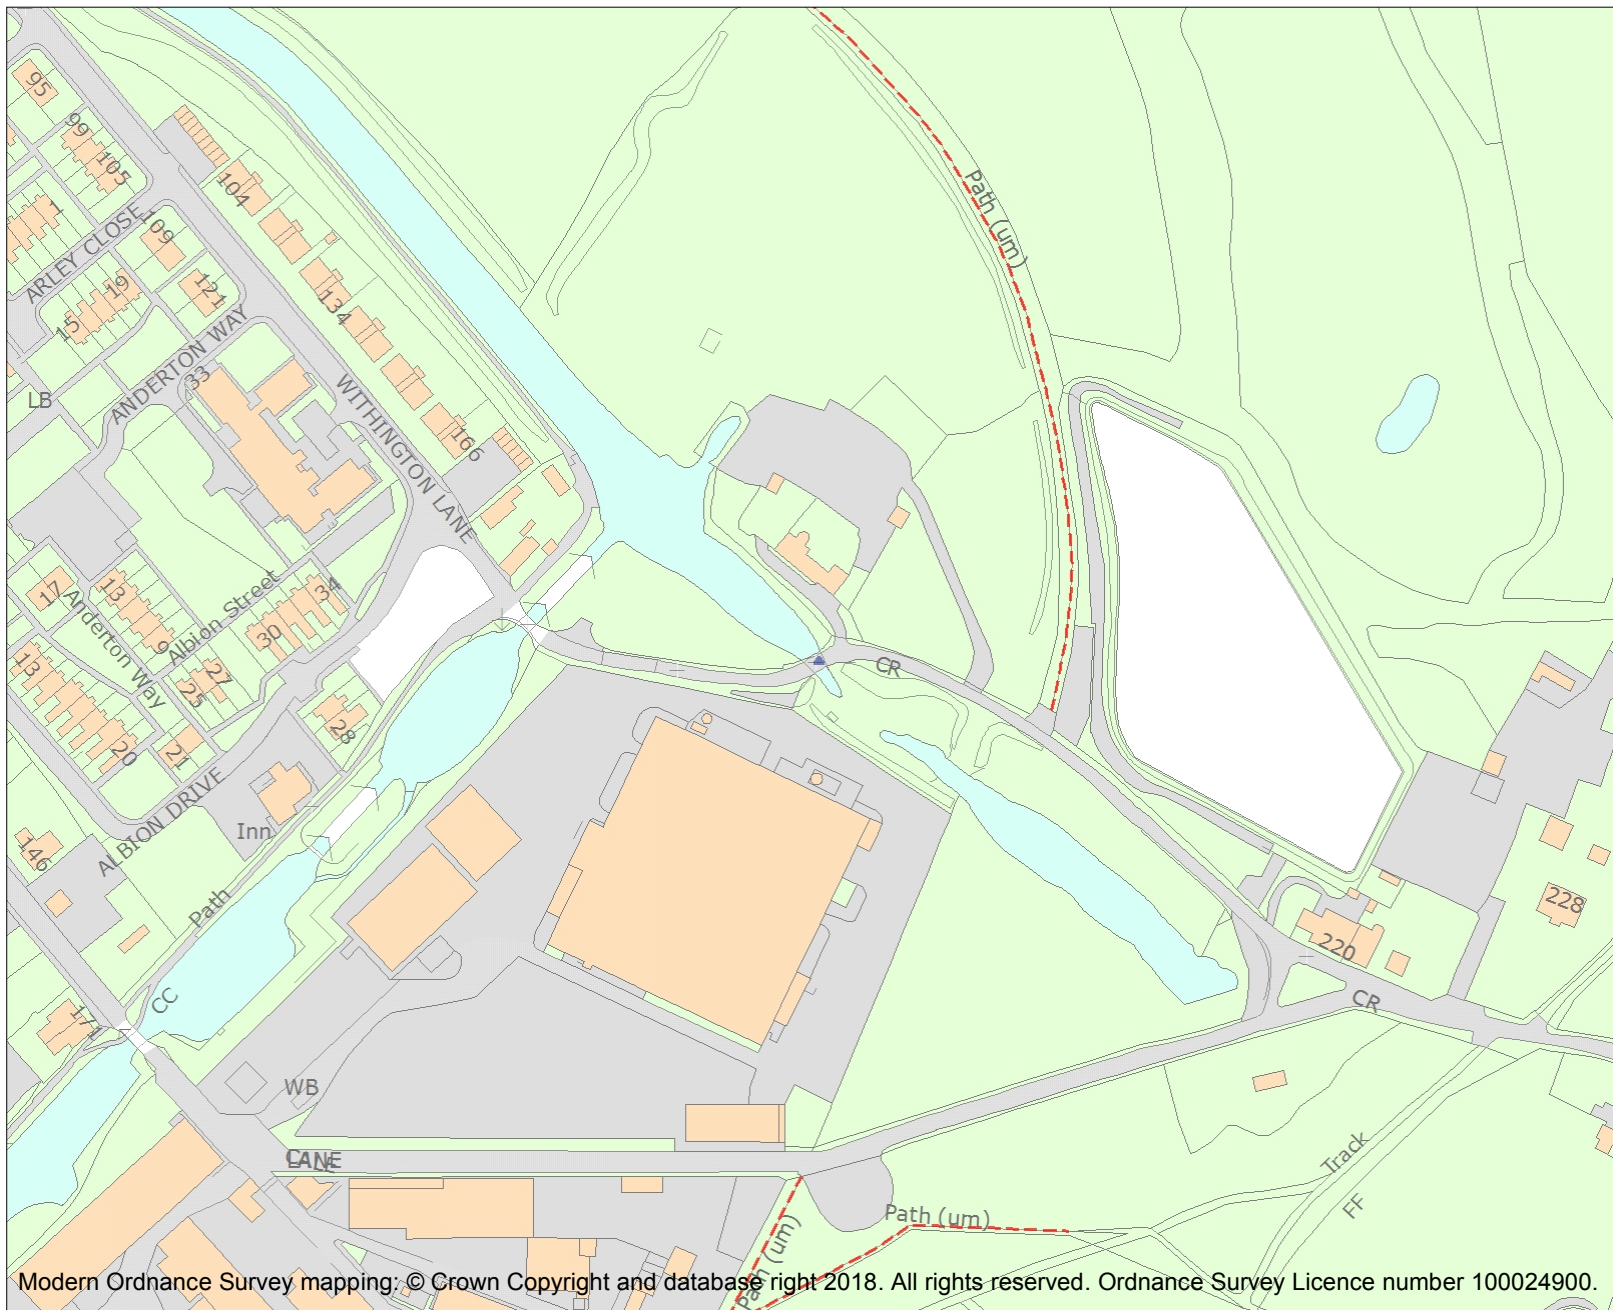 95
99
105
104
1
ARLEY CLOSE
109
121
19
15
134
ANDERTON WAY
33
LB
WITHINGTON LANE
166
Path (um)
17
13
9
Anderton Way
Albion Street
34
30
13
27
25
28
20
21
ALBION DRIVE
Inn
146
Path
CC
171
WB
CR
228
220
CR
LANE
Track
FF
Path (um)
Path (um)
Modern Ordnance Survey mapping: © Crown Copyright and database right 2018. All rights reserved. Ordnance Survey Licence number 100024900.